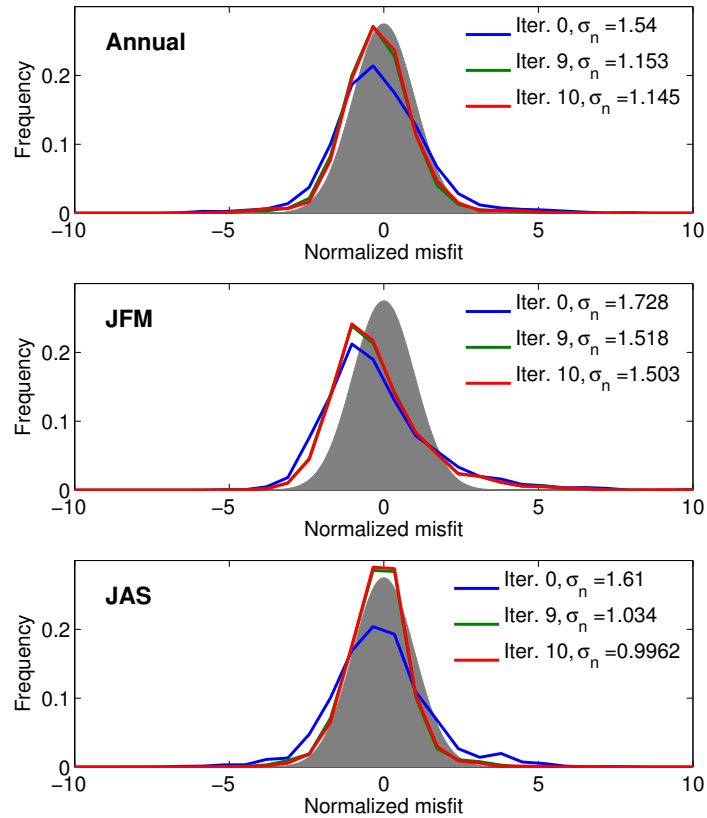 Annual
Iter. 0, σn =1.54
Iter. 9, σn =1.153
Iter. 10, σn =1.145
Frequency
0.2
0.1
0
−10 −5 0 5 10
Normalized misfit
JFM
Iter. 0, σn =1.728
Iter. 9, σn =1.518
Iter. 10, σn =1.503
Frequency
0.2
0.1
0
−10 −5 0 5 10
Normalized misfit
JAS
Iter. 0, σn =1.61
Iter. 9, σn =1.034
Iter. 10, σn =0.9962
Frequency
0.2
0.1
0
−10 −5 0 5 10
Normalized misfit